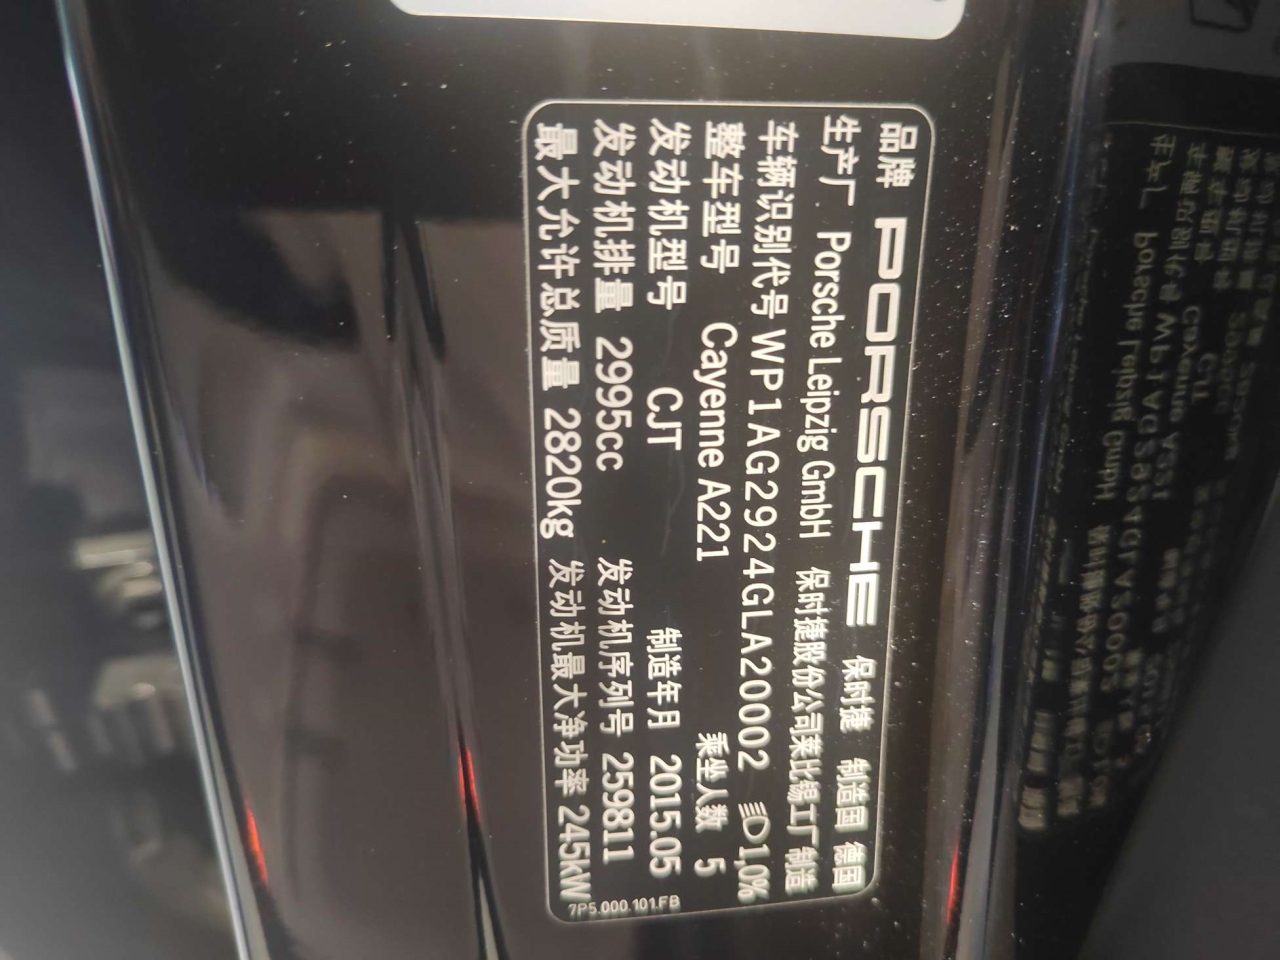 品牌 PORSCHE 保时捷 制造国 德国
生产厂 Porsche Leipzig GmbH 保时捷股份公司莱比锡工厂制造
车辆识别代号 WP1AG2924GLA20002 1,0%
整车型号 Cayenne A221 乘坐人数 5
发动机型号 CJT 制造年月 2015.05
发动机排量 2995cc 发动机序列号 259811
最大允许总质量 2820kg 发动机最大净功率 245kW
7P5.000.101.FB